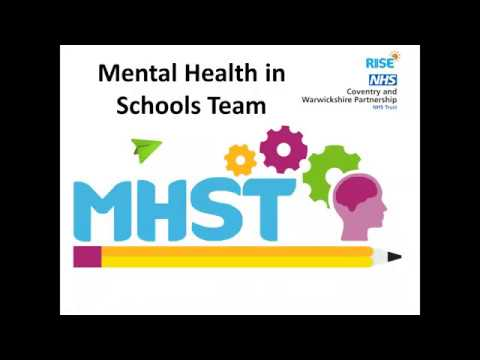 Mental Health in
Schools Team
RISE
NHS
Coventry and
Warwickshire Partnership
NHS Trust
MHST